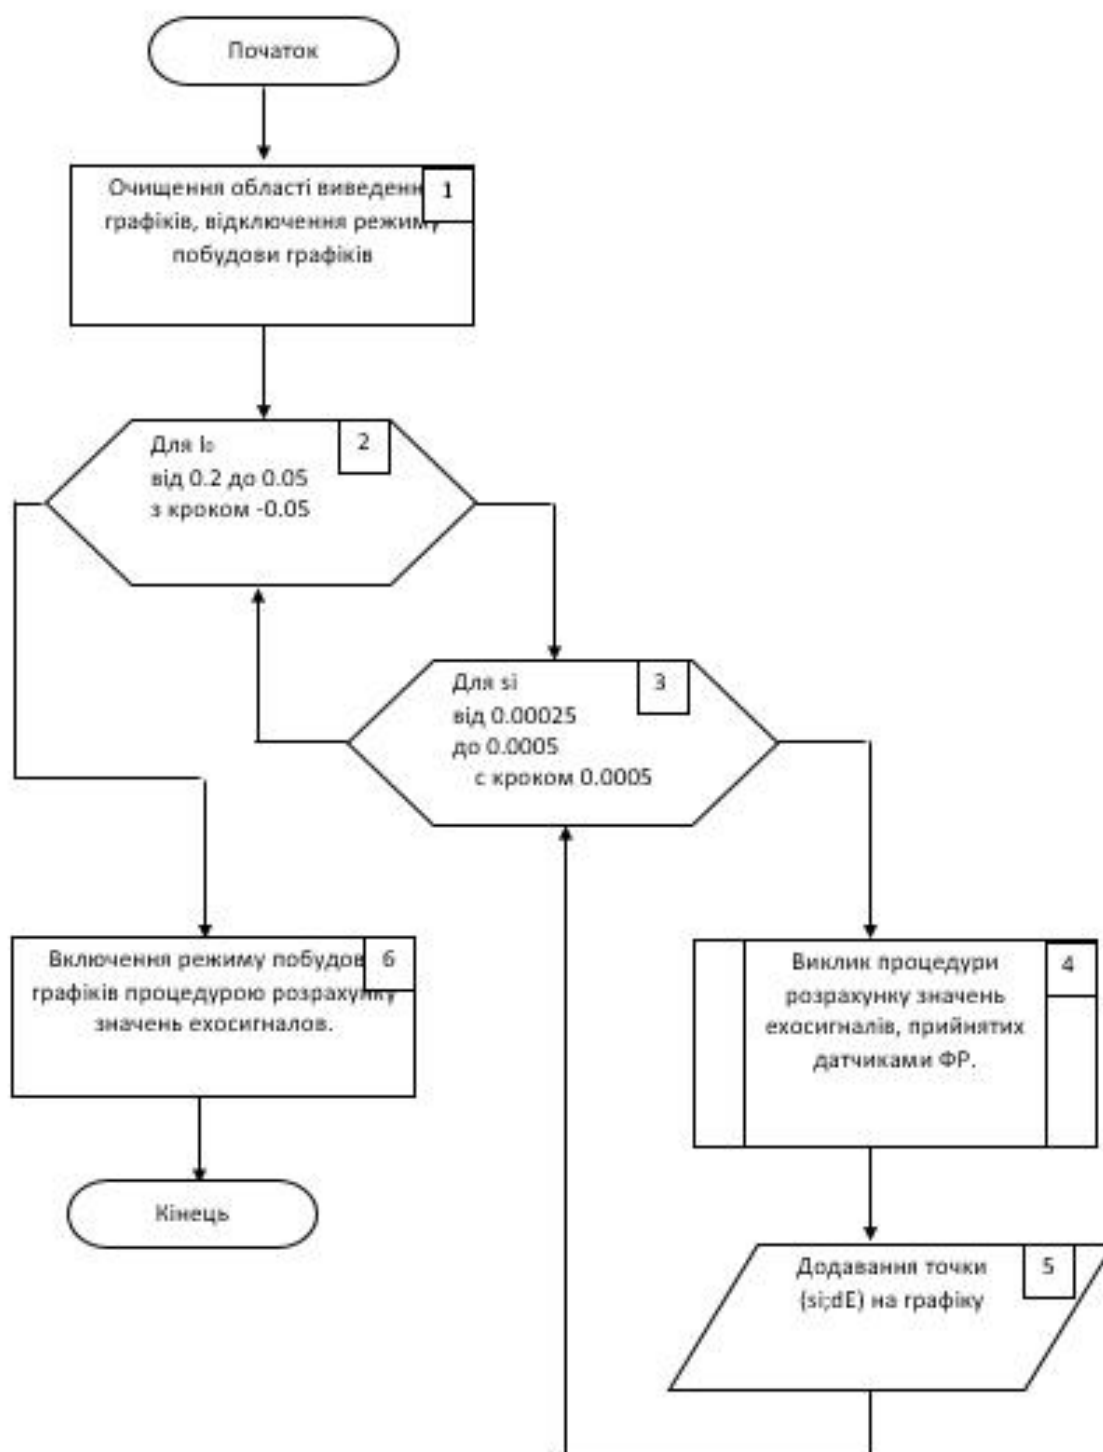 Початок
Очищення області виведенн
1
графіків, відключення режиму
побудови графіків
Для l₀
2
від 0.2 до 0.05
з кроком -0.05
Для si
3
від 0.00025
до 0.0005
с кроком 0.0005
Включення режиму побудов
6
графіків процедурою розрахунку
значень ехосигналов.
Виклик процедури
4
розрахунку значень
ехосигналів, прийнятих
датчиками ФР.
Кінець
Додавання точки
5
(si;dE) на графіку